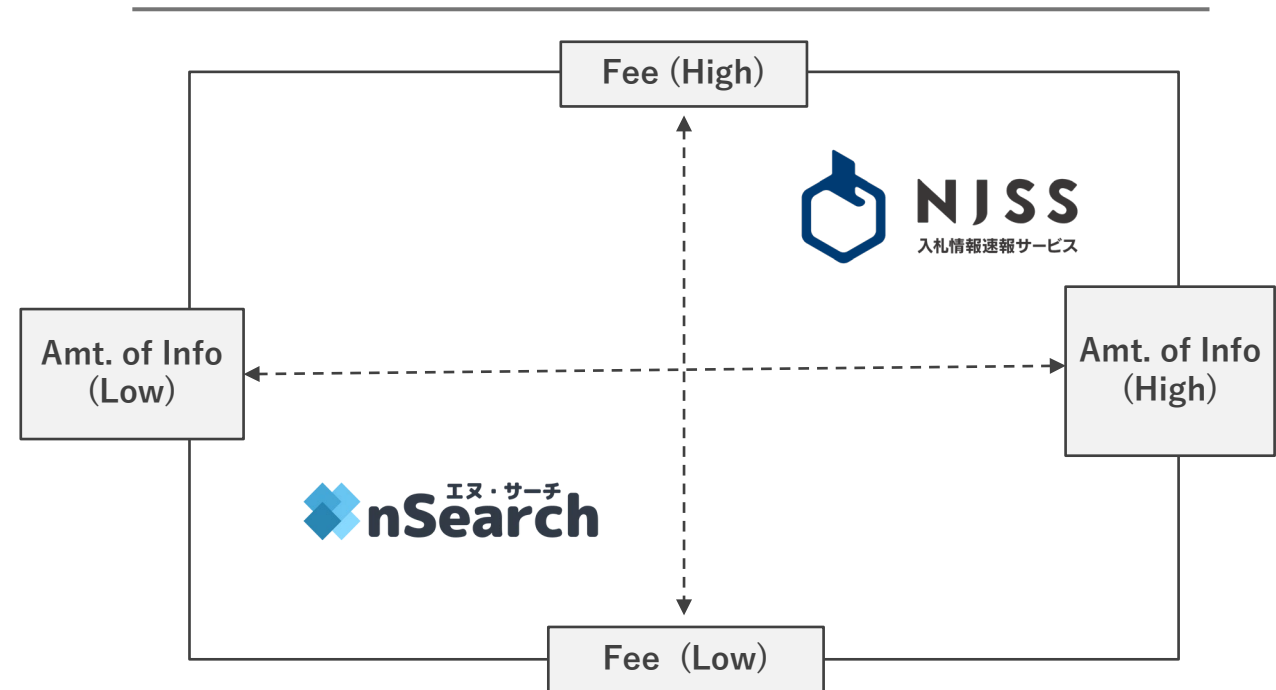 Fee (High)
NJSS
入札情報速報サービス
Amt. of Info
(Low)
Amt. of Info
(High)
エヌ・サーチ
nSearch
Fee (Low)